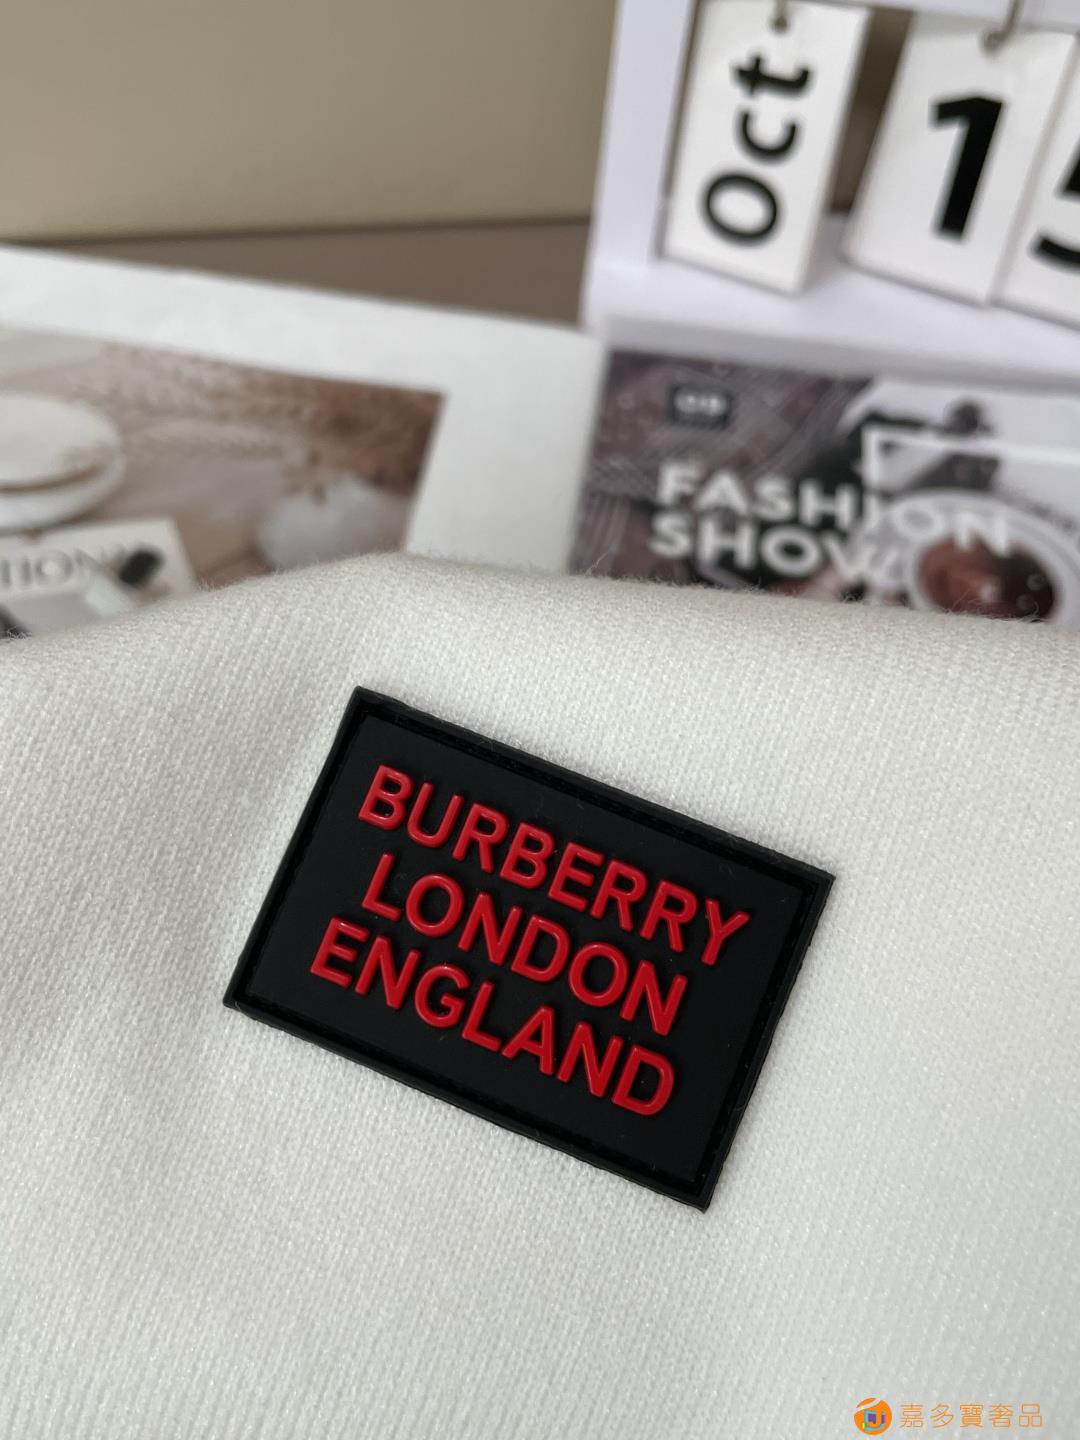 Oct
15
FASHION
SHOW
BURBERRY
LONDON
ENGLAND
嘉多寶奢品